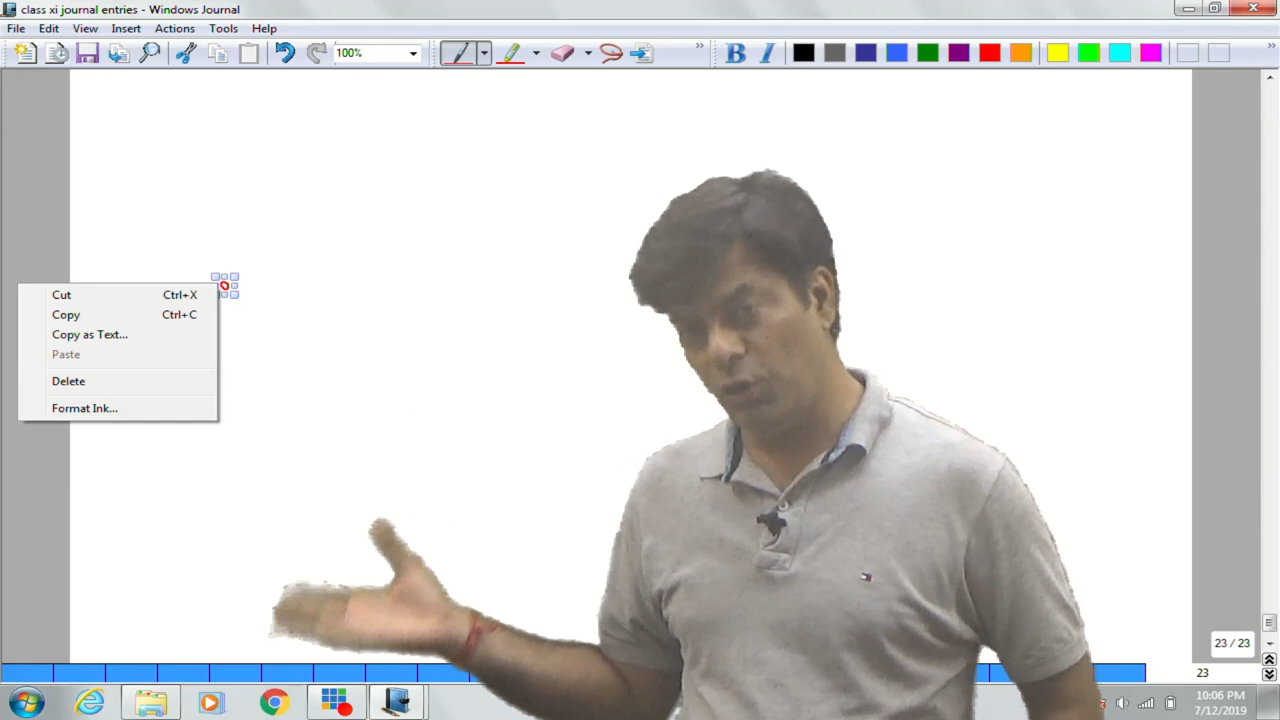 class xi journal entries - Windows Journal
File Edit View Insert Actions Tools Help
100%
B I
Cut Ctrl+X
Copy Ctrl+C
Copy as Text...
Paste
Delete
Format Ink...
23 / 23
23
10:06 PM
7/12/2019